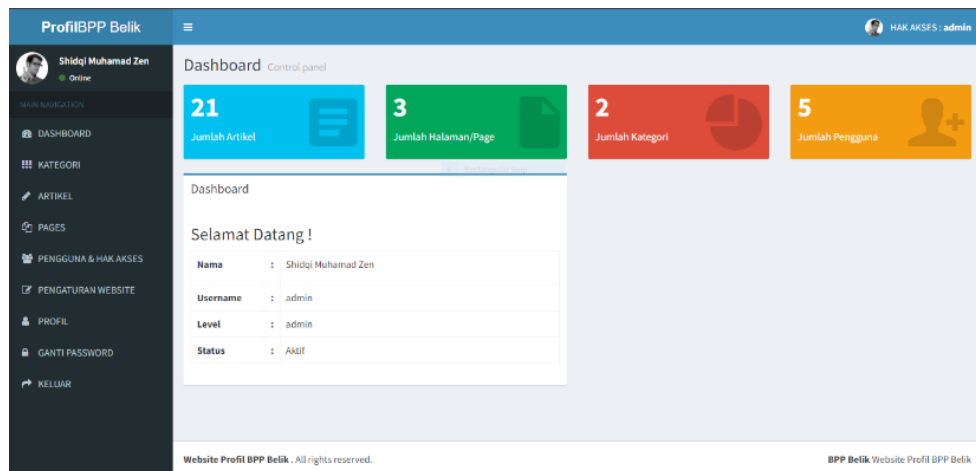 ProfilBPP Belik
HAK AKSES : admin
Shidqi Muhamad Zen
Online
MAIN NAVIGATION
DASHBOARD
KATEGORI
ARTIKEL
PAGES
PENGGUNA & HAK AKSES
PENGATURAN WEBSITE
PROFIL
GANTI PASSWORD
KELUAR
Dashboard Control panel
21
Jumlah Artikel
3
Jumlah Halaman/Page
2
Jumlah Kategori
5
Jumlah Pengguna
Dashboard
Selamat Datang !
Nama : Shidqi Muhamad Zen
Username : admin
Level : admin
Status : Aktif
Website Profil BPP Belik . All rights reserved.
BPP Belik Website Profil BPP Belik